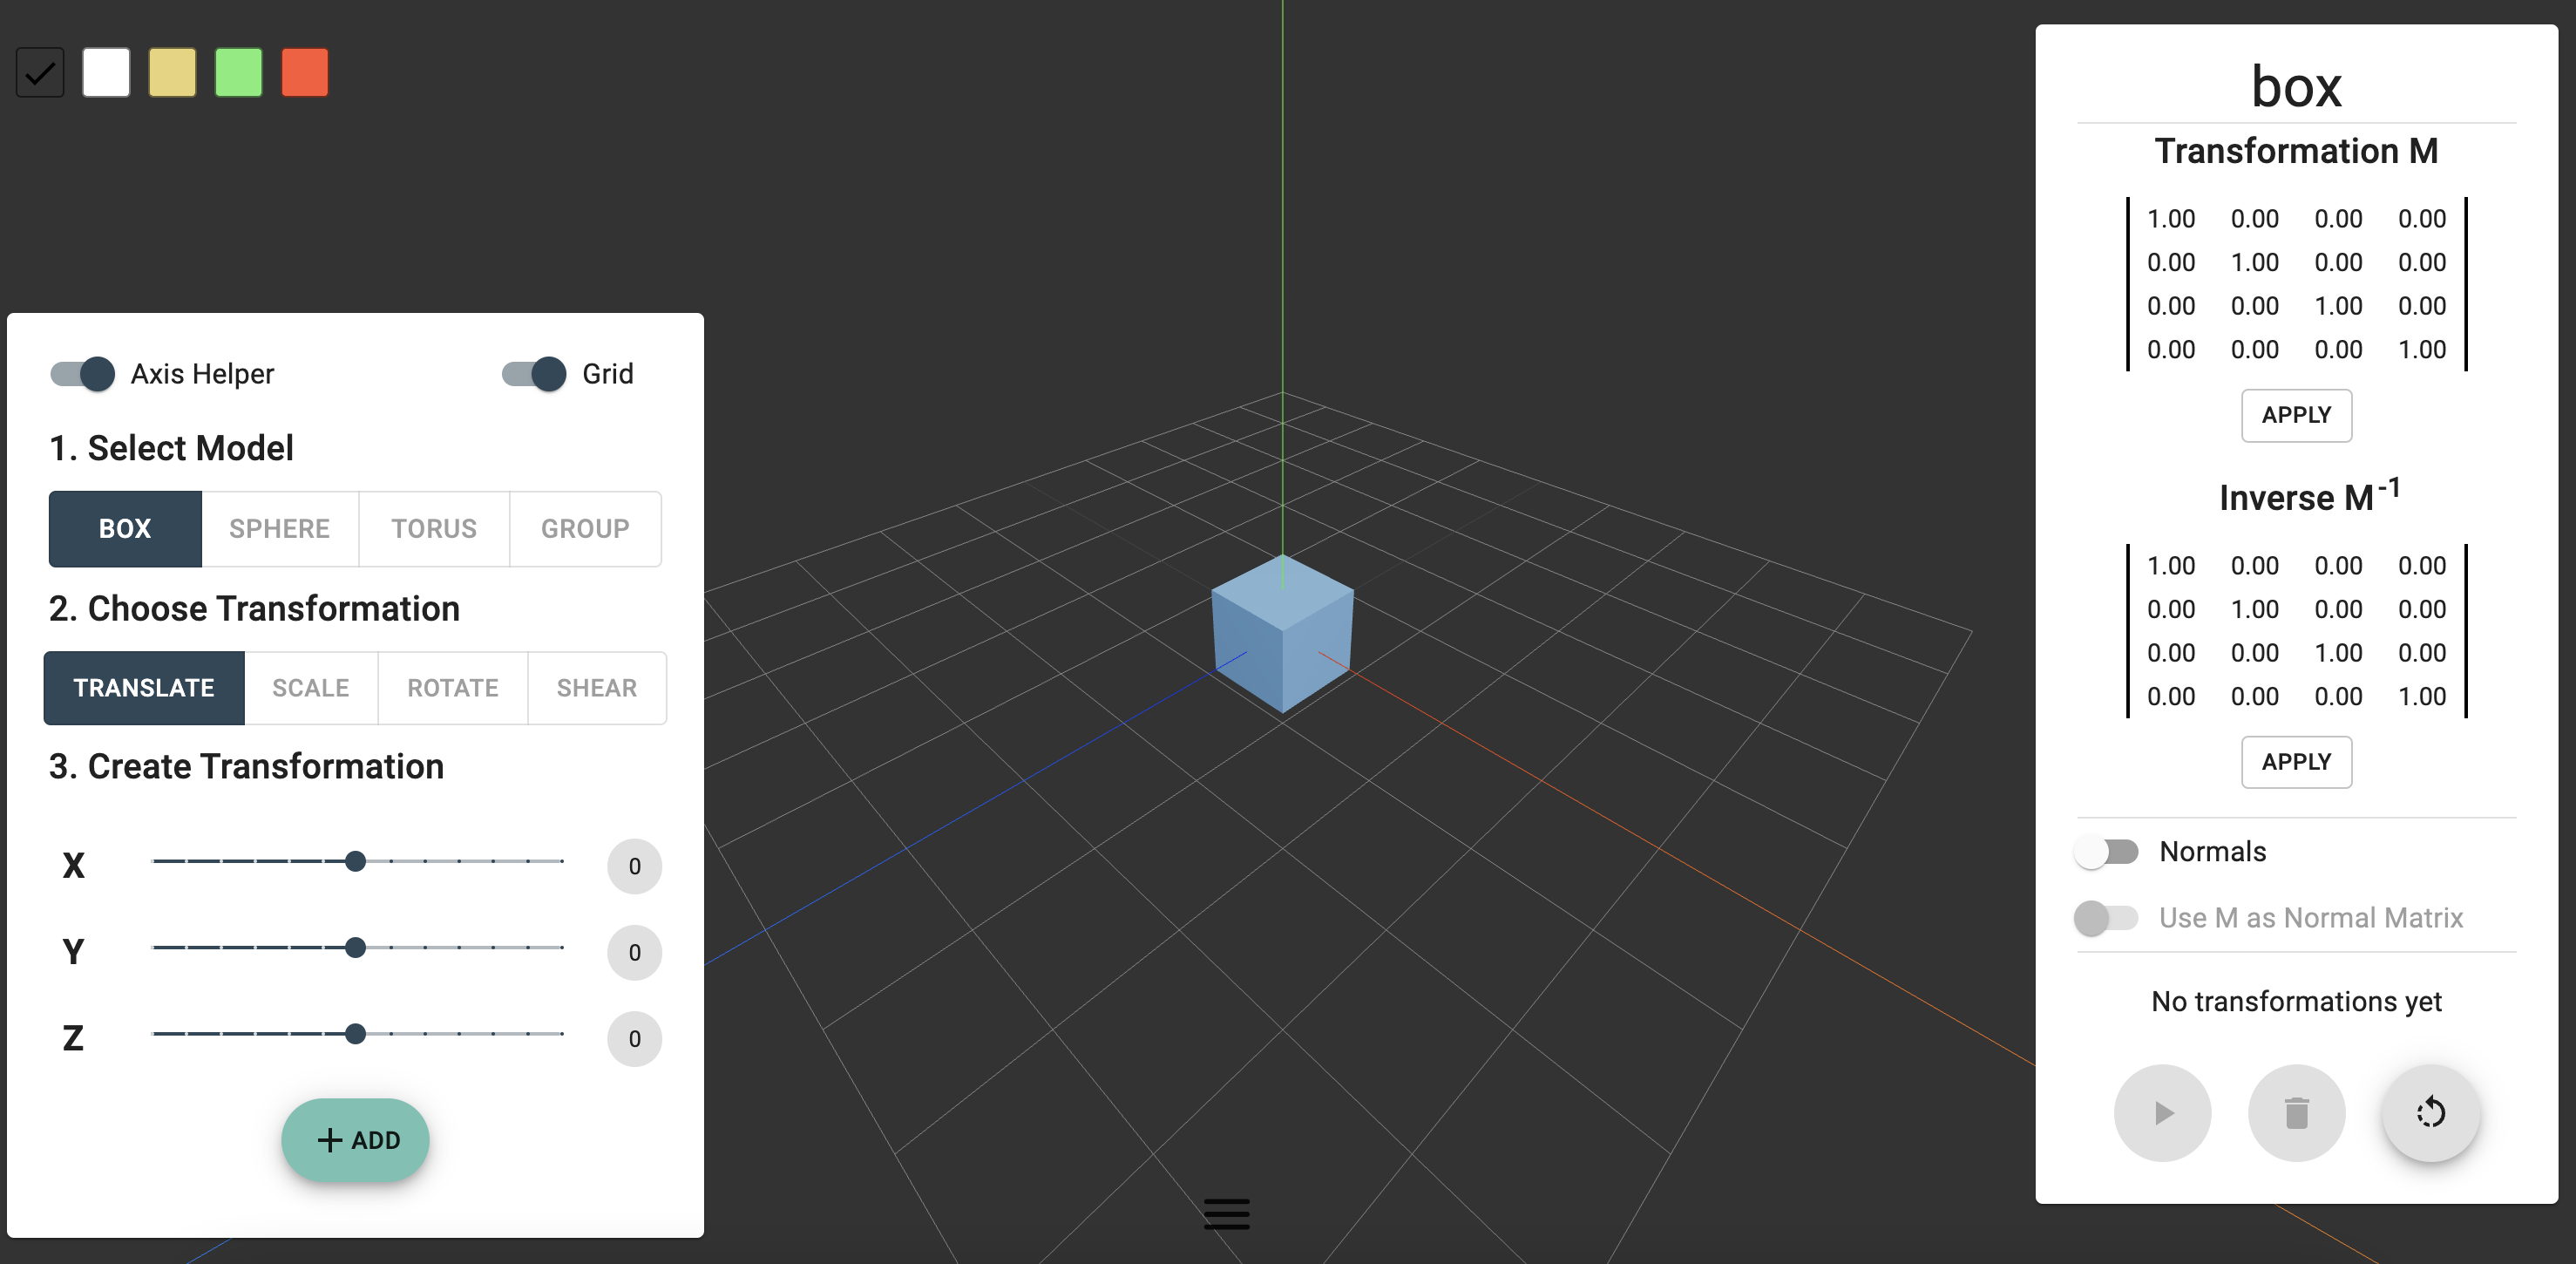 Axis Helper Grid
1. Select Model
BOX SPHERE TORUS GROUP
2. Choose Transformation
TRANSLATE SCALE ROTATE SHEAR
3. Create Transformation
X 0
Y 0
Z 0
+ ADD
box
Transformation M
1.00 0.00 0.00 0.00
0.00 1.00 0.00 0.00
0.00 0.00 1.00 0.00
0.00 0.00 0.00 1.00
APPLY
Inverse M-1
1.00 0.00 0.00 0.00
0.00 1.00 0.00 0.00
0.00 0.00 1.00 0.00
0.00 0.00 0.00 1.00
APPLY
Normals
Use M as Normal Matrix
No transformations yet